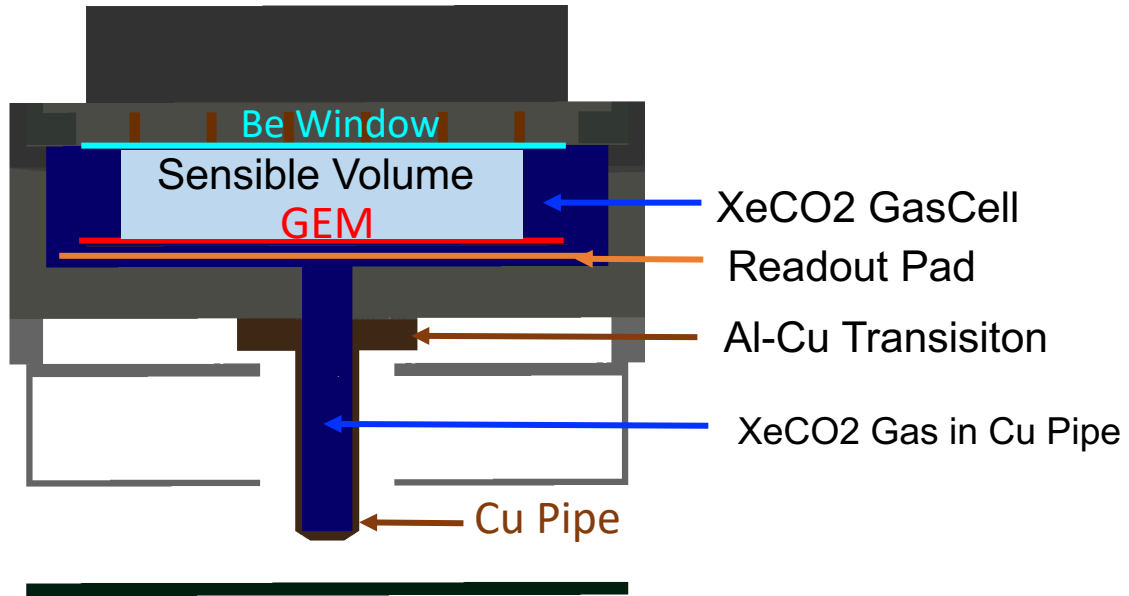 Be Window
Sensible Volume
GEM
XeCO2 GasCell
Readout Pad
Al-Cu Transisiton
XeCO2 Gas in Cu Pipe
Cu Pipe